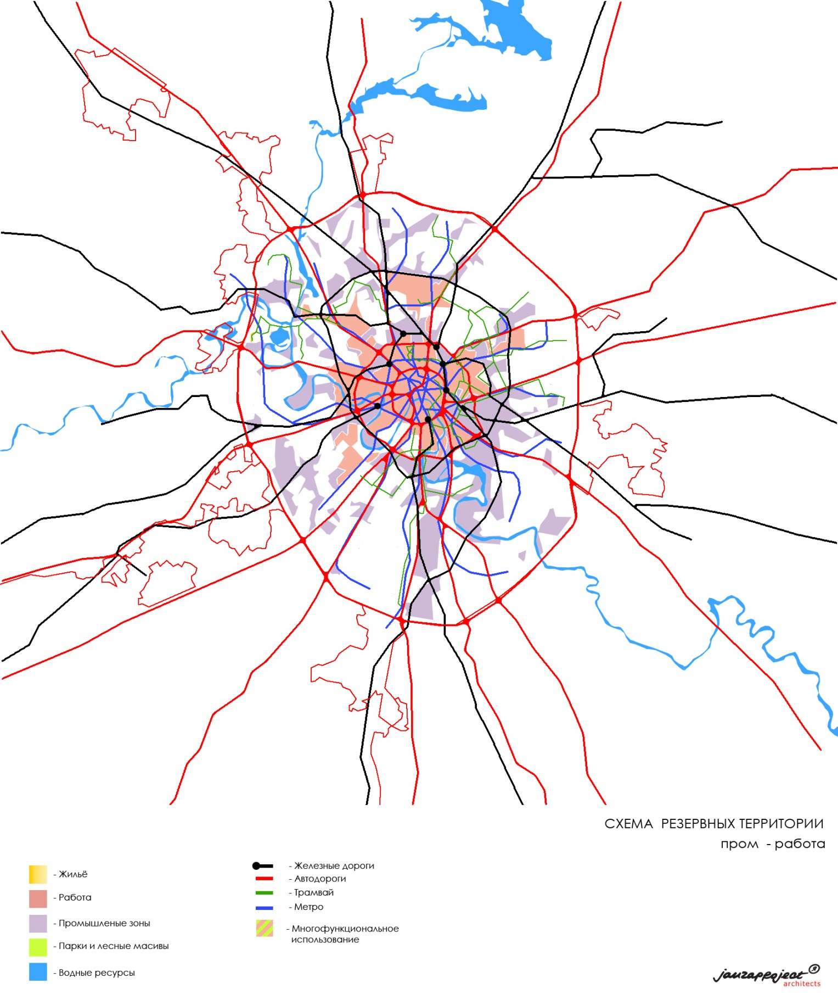 СХЕМА РЕЗЕРВНЫХ ТЕРРИТОРИИ
пром - работа
- Жильё
- Работа
- Промышленые зоны
- Парки и лесные масивы
- Водные ресурсы
- Железные дороги
- Автодороги
- Трамвай
- Метро
- Многофункциональное
использование
jauzapproject Я
architects